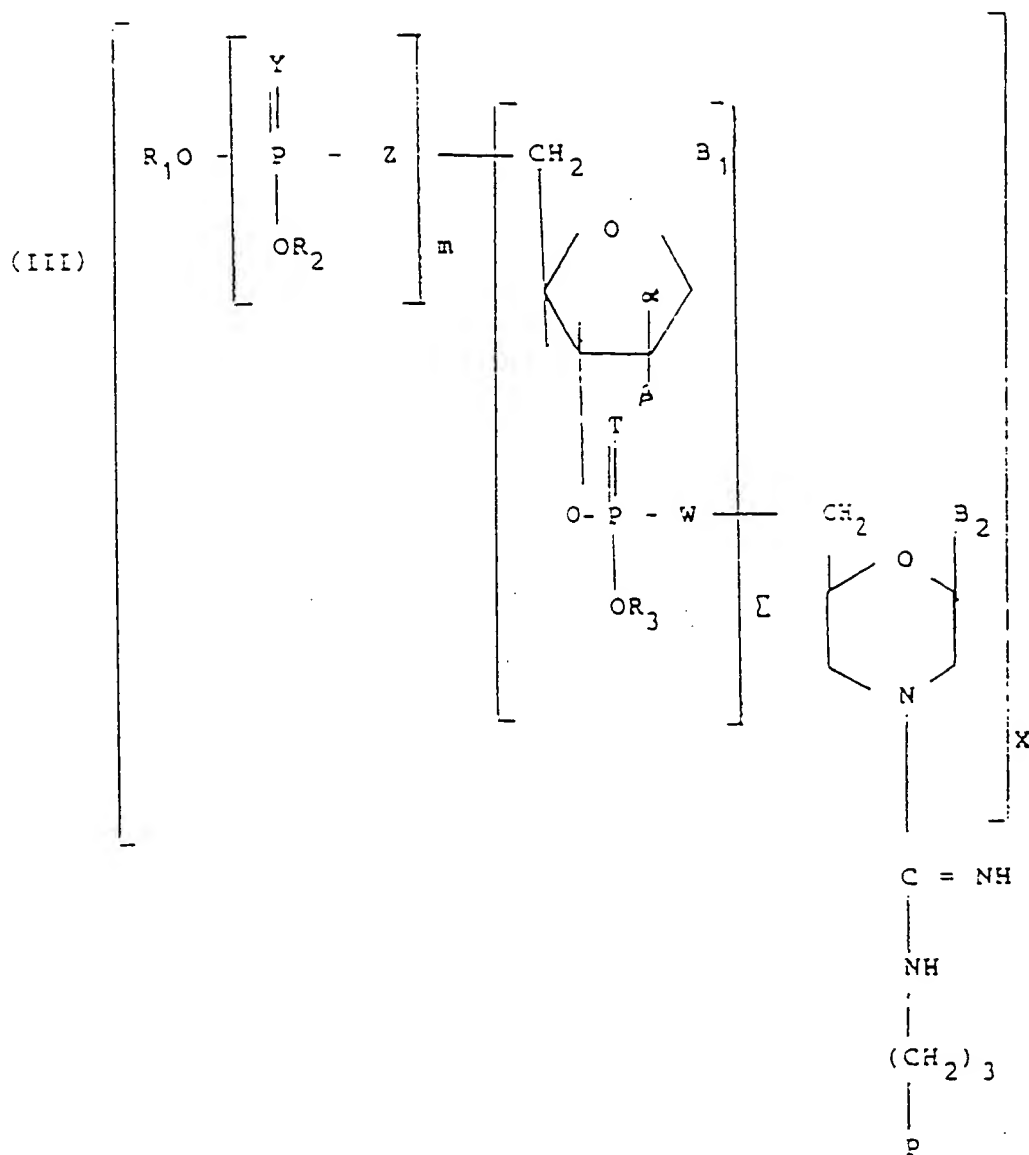 Y
R1O - P - Z CH2 B1
O
(III) OR2 m
α
β
T
O- P - W CH2 B2
O
OR3 Σ
N
X
C = NH
NH
(CH2)3
P